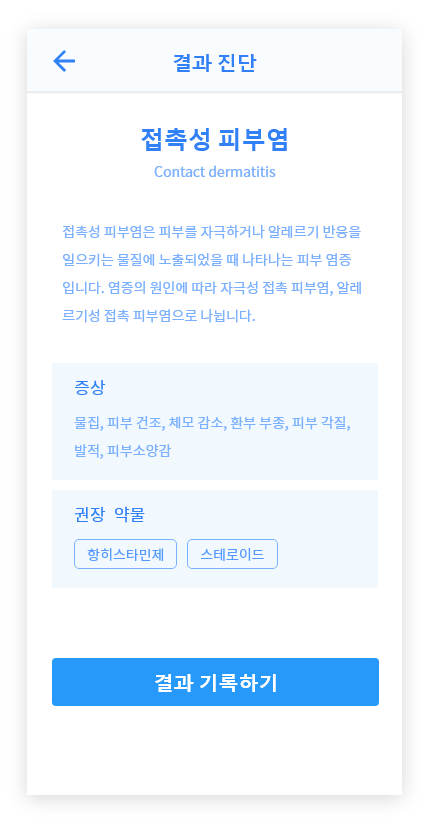 결과 진단
접촉성 피부염
Contact dermatitis
접촉성 피부염은 피부를 자극하거나 알레르기 반응을
일으키는 물질에 노출되었을 때 나타나는 피부 염증
입니다. 염증의 원인에 따라 자극성 접촉 피부염, 알레
르기성 접촉 피부염으로 나뉩니다.
증상
물집, 피부 건조, 체모 감소, 환부 부종, 피부 각질,
발적, 피부소양감
권장 약물
항히스타민제 스테로이드
결과 기록하기